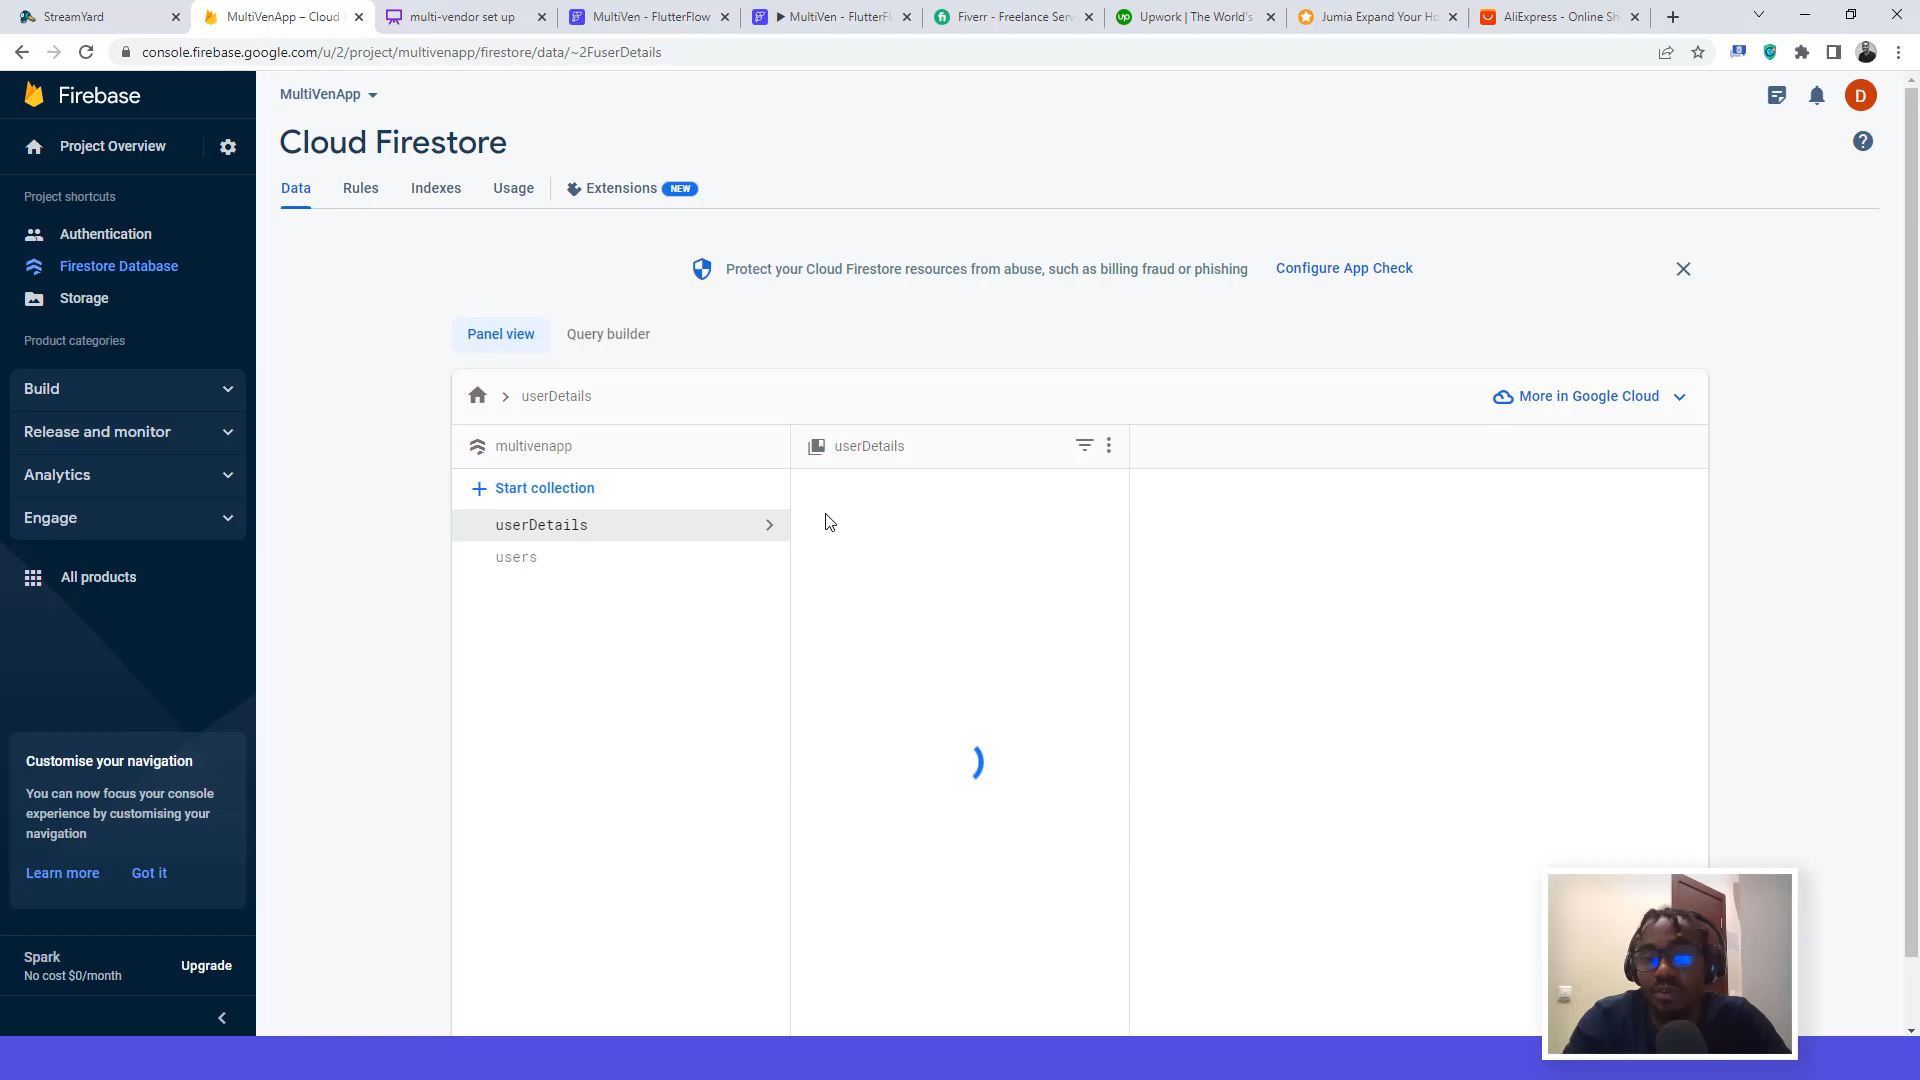 StreamYard
MultiVenApp – Cloud
multi-vendor set up
MultiVen - FlutterFlow
MultiVen - FlutterFl
Fiverr - Freelance Serv
Upwork | The World's
Jumia Expand Your Ho
AliExpress - Online Sh
console.firebase.google.com/u/2/project/multivenapp/firestore/data/~2FuserDetails
Firebase
Project Overview
Project shortcuts
Authentication
Firestore Database
Storage
Product categories
Build
Release and monitor
Analytics
Engage
All products
Customise your navigation
You can now focus your console
experience by customising your
navigation
Learn more
Got it
Spark
No cost $0/month
Upgrade
MultiVenApp
D
Cloud Firestore
Data
Rules
Indexes
Usage
Extensions
NEW
Protect your Cloud Firestore resources from abuse, such as billing fraud or phishing
Configure App Check
Panel view
Query builder
userDetails
More in Google Cloud
multivenapp
userDetails
Start collection
userDetails
users